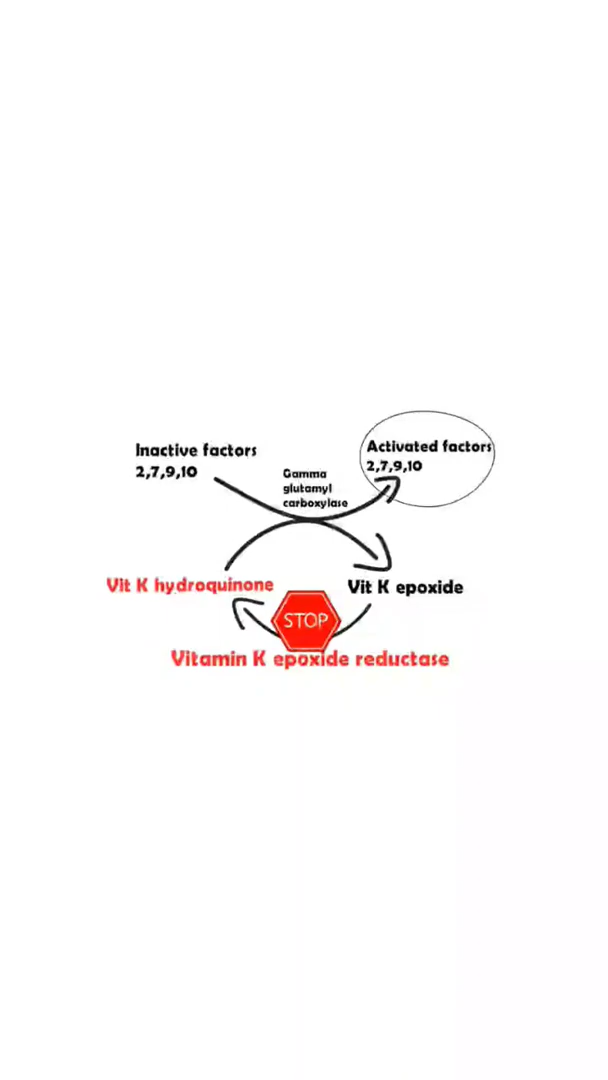 Inactive factors
2,7,9,10
Activated factors
2,7,9,10
Gamma
glutamyl
carboxylase
Vit K hydroquinone
Vit K epoxide
STOP
Vitamin K epoxide reductase